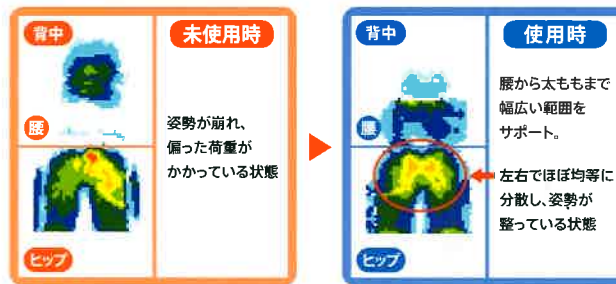 背中
未使用時
腰
姿勢が崩れ、
偏った荷重が
かかっている状態
ヒップ
背中
使用時
腰
腰から太ももまで
幅広い範囲を
サポート。
左右でほぼ均等に
分散し、姿勢が
整っている状態
ヒップ